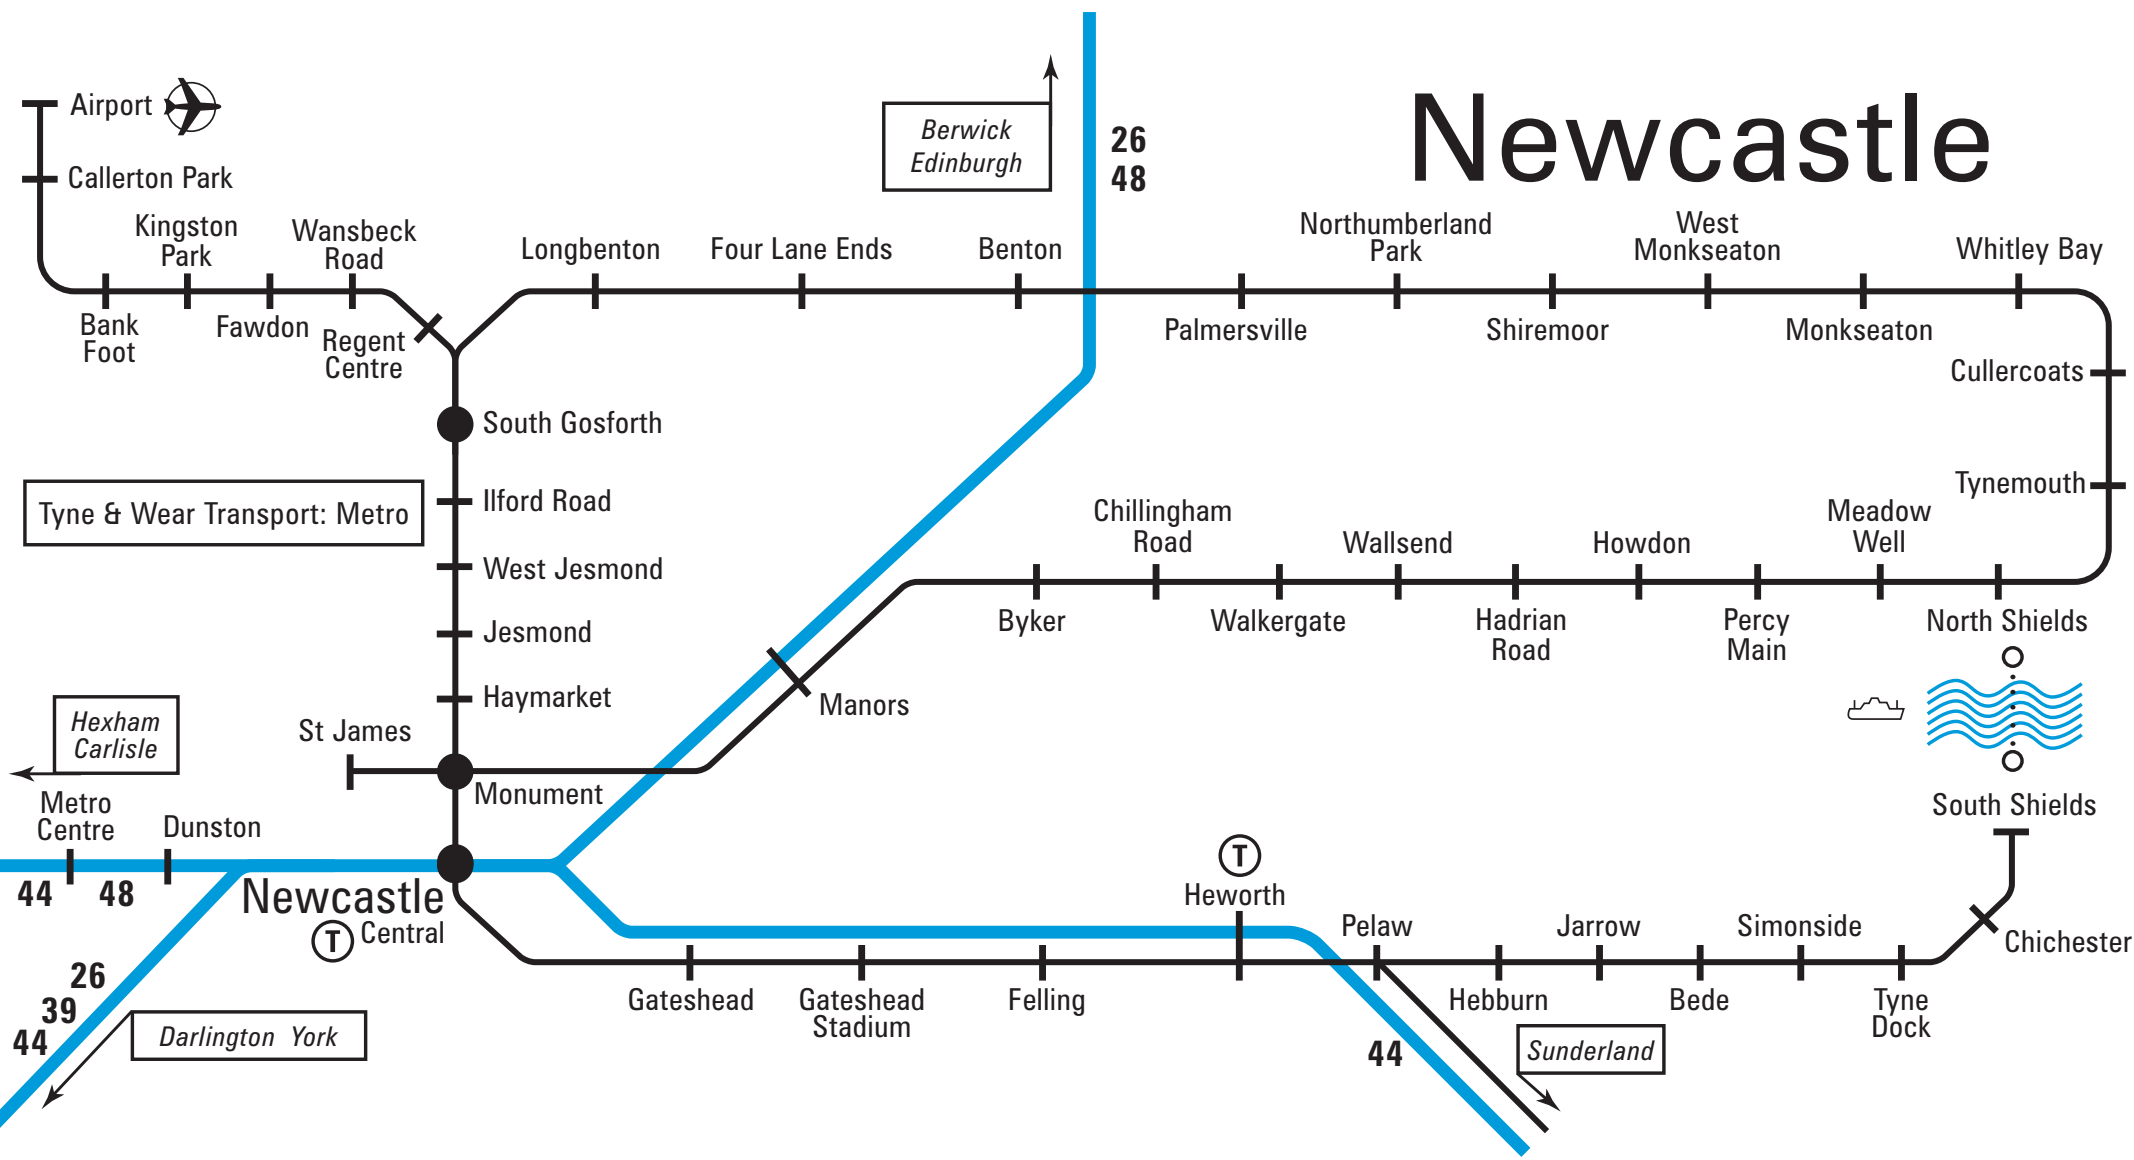 Newcastle
Airport
Callerton Park
Berwick
Edinburgh
26
48
Kingston
Park
Wansbeck
Road
Longbenton
Four Lane Ends
Benton
Northumberland
Park
West
Monkseaton
Whitley Bay
Bank
Foot
Fawdon
Regent
Centre
Palmersville
Shiremoor
Monkseaton
Cullercoats
South Gosforth
Tynemouth
Tyne & Wear Transport: Metro
Ilford Road
West Jesmond
Jesmond
Haymarket
Chillingham
Road
Wallsend
Howdon
Meadow
Well
Byker
Walkergate
Hadrian
Road
Percy
Main
North Shields
Manors
Hexham
Carlisle
St James
Monument
Metro
Centre
Dunston
South Shields
44
48
Newcastle
Central
T
T
Heworth
Pelaw
Jarrow
Simonside
Chichester
26
39
44
Darlington York
Gateshead
Gateshead
Stadium
Felling
Hebburn
Bede
Tyne
Dock
44
Sunderland